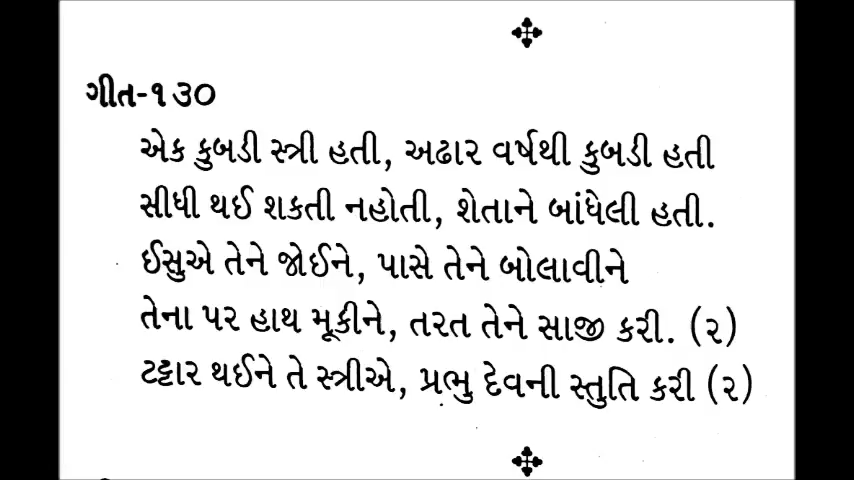 ગીત-૧૩૦
એક કુબડી સ્ત્રી હતી, અઢાર વર્ષથી કુબડી હતી
સીધી થઈ શકતી નહોતી, શેતાને બાંધેલી હતી.
ઈસુએ તેને જોઈને, પાસે તેને બોલાવીને
તેના પર હાથ મૂકીને, તરત તેને સાજી કરી. (૨)
ટટ્ટાર થઈને તે સ્ત્રીએ, પ્રભુ દેવની સ્તુતિ કરી (૨)